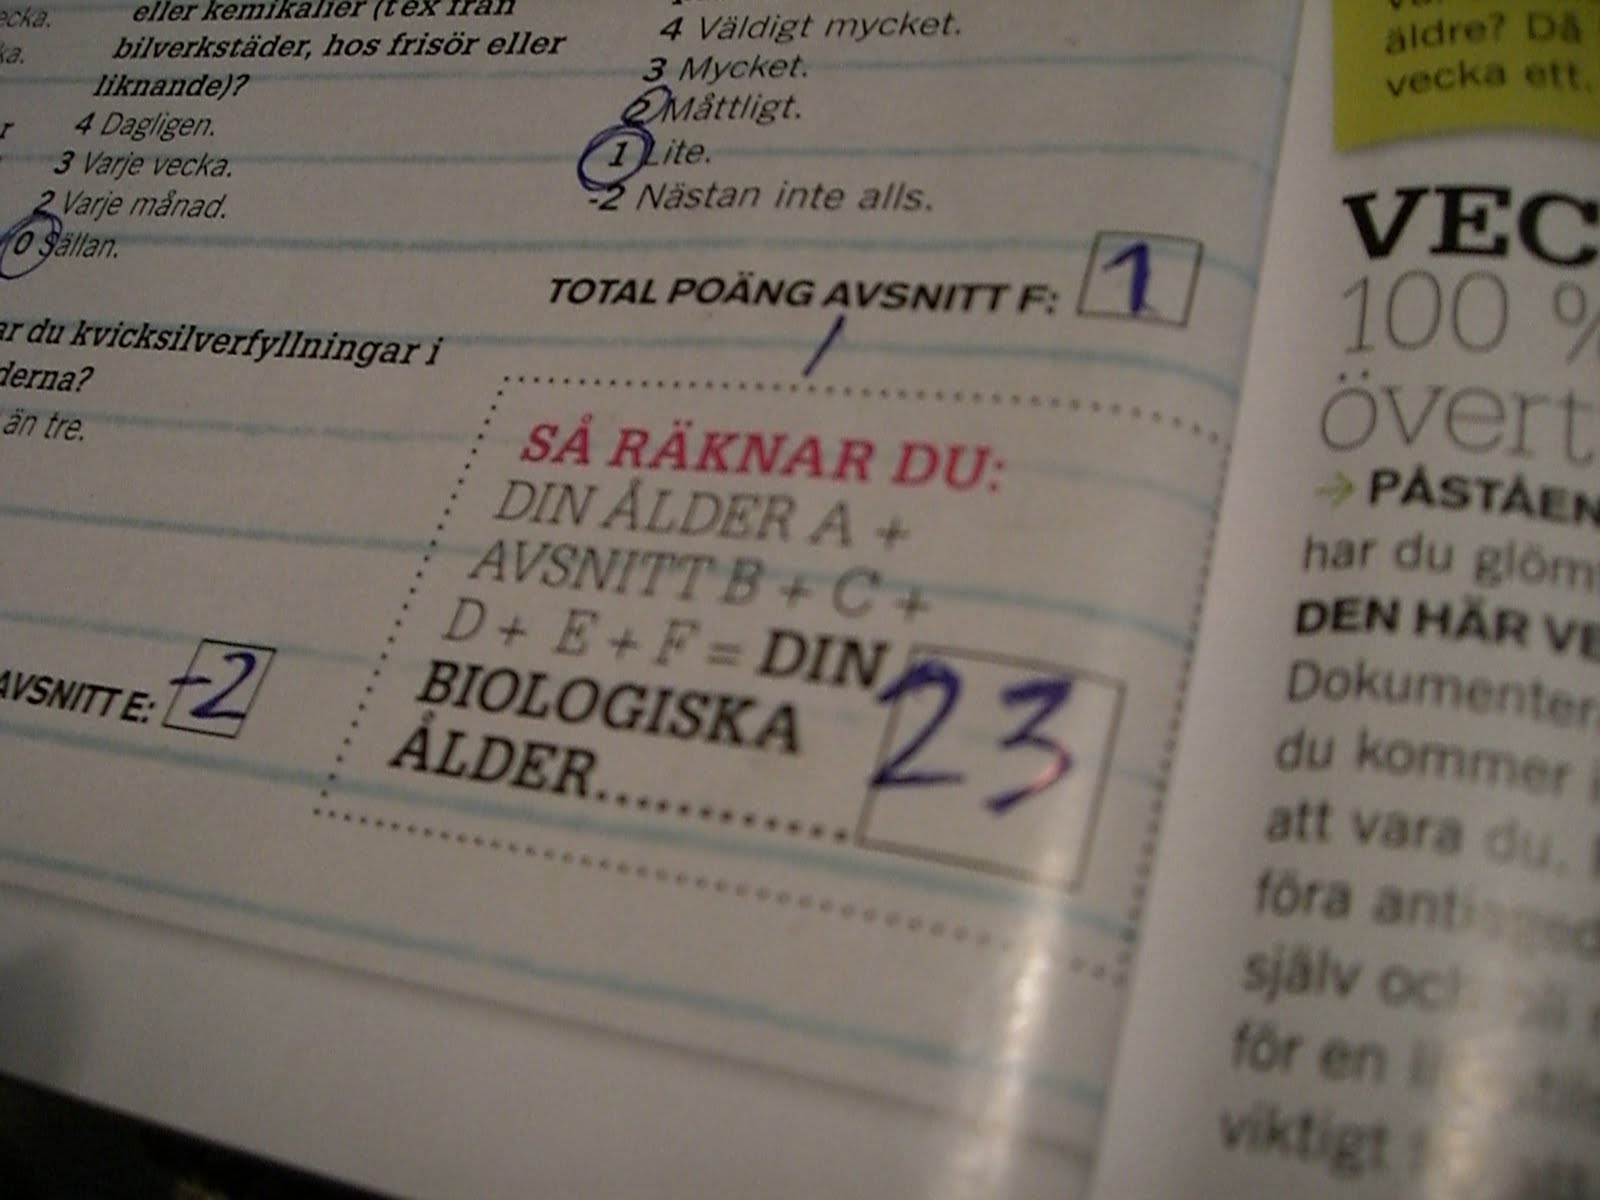 ecka.
ka.
r
eller kemikalier (t ex från
bilverkstäder, hos frisör eller
liknande)?
4 Dagligen.
3 Varje vecka.
2 Varje månad.
0 Sällan.
ar du kvicksilverfyllningar i
derna?
än tre.
AVSNITT E: -2
4 Väldigt mycket.
3 Mycket.
2 Måttligt.
1 Lite.
-2 Nästan inte alls.
TOTAL POÄNG AVSNITT F: 1
SÅ RÄKNAR DU:
DIN ÅLDER A +
AVSNITT B + C +
D + E + F = DIN
BIOLOGISKA
ÅLDER.................... 23
äldre? Då
vecka ett.
VEC
100 %
övert
→ PÅSTÅEN
har du glöm
DEN HÄR VE
Dokumenter
du kommer
att vara du.
föra
själv
för en
viktigt